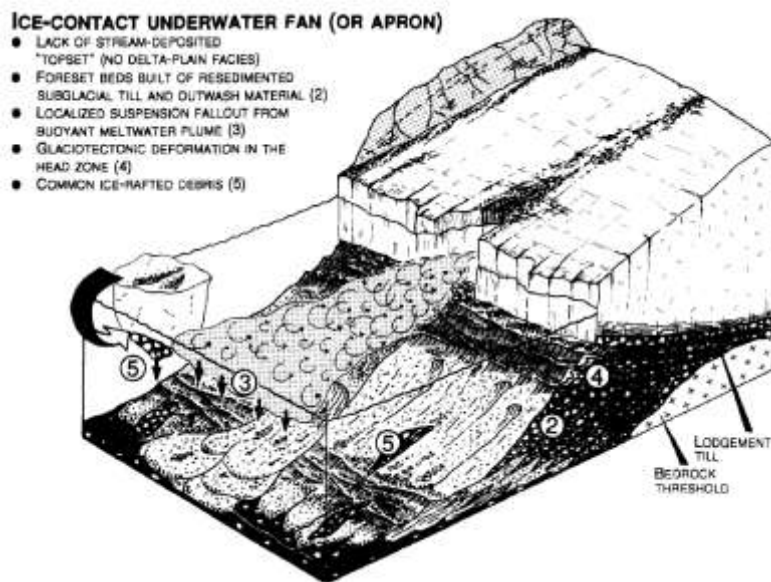 ICE-CONTACT UNDERWATER FAN (OR APRON)
● LACK OF STREAM-DEPOSITED
"TOPSET" (NO DELTA-PLAIN FACIES)
● FORESET BEDS BUILT OF RESEDIMENTED
SUBGLACIAL TILL AND OUTWASH MATERIAL (2)
● LOCALIZED SUSPENSION FALLOUT FROM
BUOYANT MELTWATER PLUME (3)
● GLACIOTECTONIC DEFORMATION IN THE
HEAD ZONE (4)
● COMMON ICE-RAFTED DEBRIS (5)
5
3
4
5
2
LODGEMENT
TILL
BEDROCK
THRESHOLD